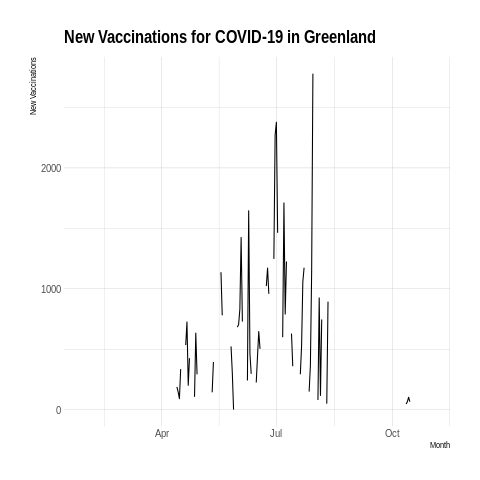 New Vaccinations for COVID-19 in Greenland
New Vaccinations
2000
1000
0
Apr
Jul
Oct
Month